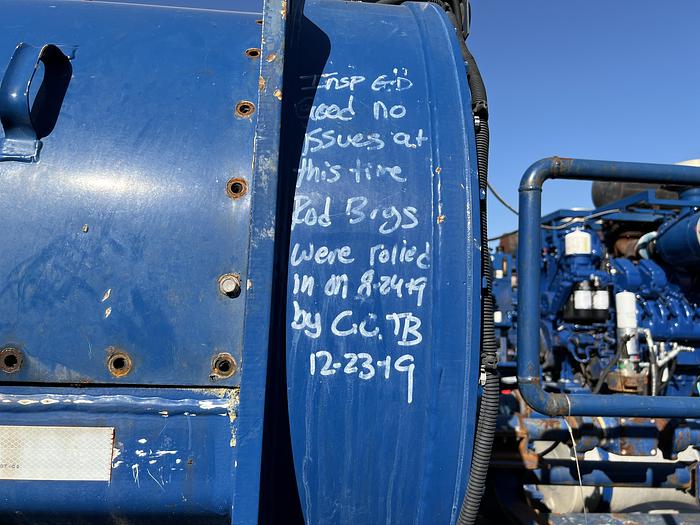 Insp G.D
Good no
issues at
this time
Rod Brgs
were rolled
in on 8-24-19
by C.C. TB
12-23-19